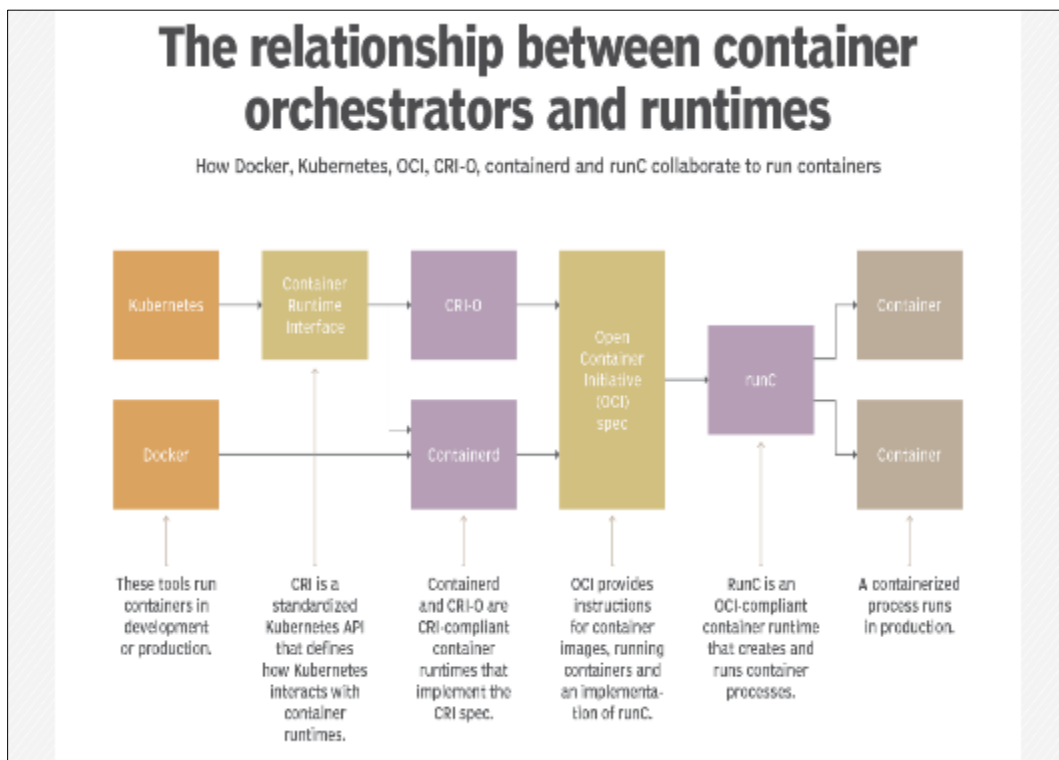 The relationship between container
orchestrators and runtimes
How Docker, Kubernetes, OCI, CRI-O, containerd and runC collaborate to run containers
Kubernetes
Container
Runtime
Interface
CRI-O
Open
Container
Initiative
(OCI)
spec
runC
Container
Docker
Containerd
Container
These tools run
containers in
development
or production.
CRI is a
standardized
Kubernetes API
that defines
how Kubernetes
interacts with
container
runtimes.
Containerd
and CRI-O are
CRI-compliant
container
runtimes that
implement the
CRI spec.
OCI provides
instructions
for container
images, running
containers and
an implementa-
tion of runC.
RunC is an
OCI-compliant
container runtime
that creates and
runs container
processes.
A containerized
process runs
in production.